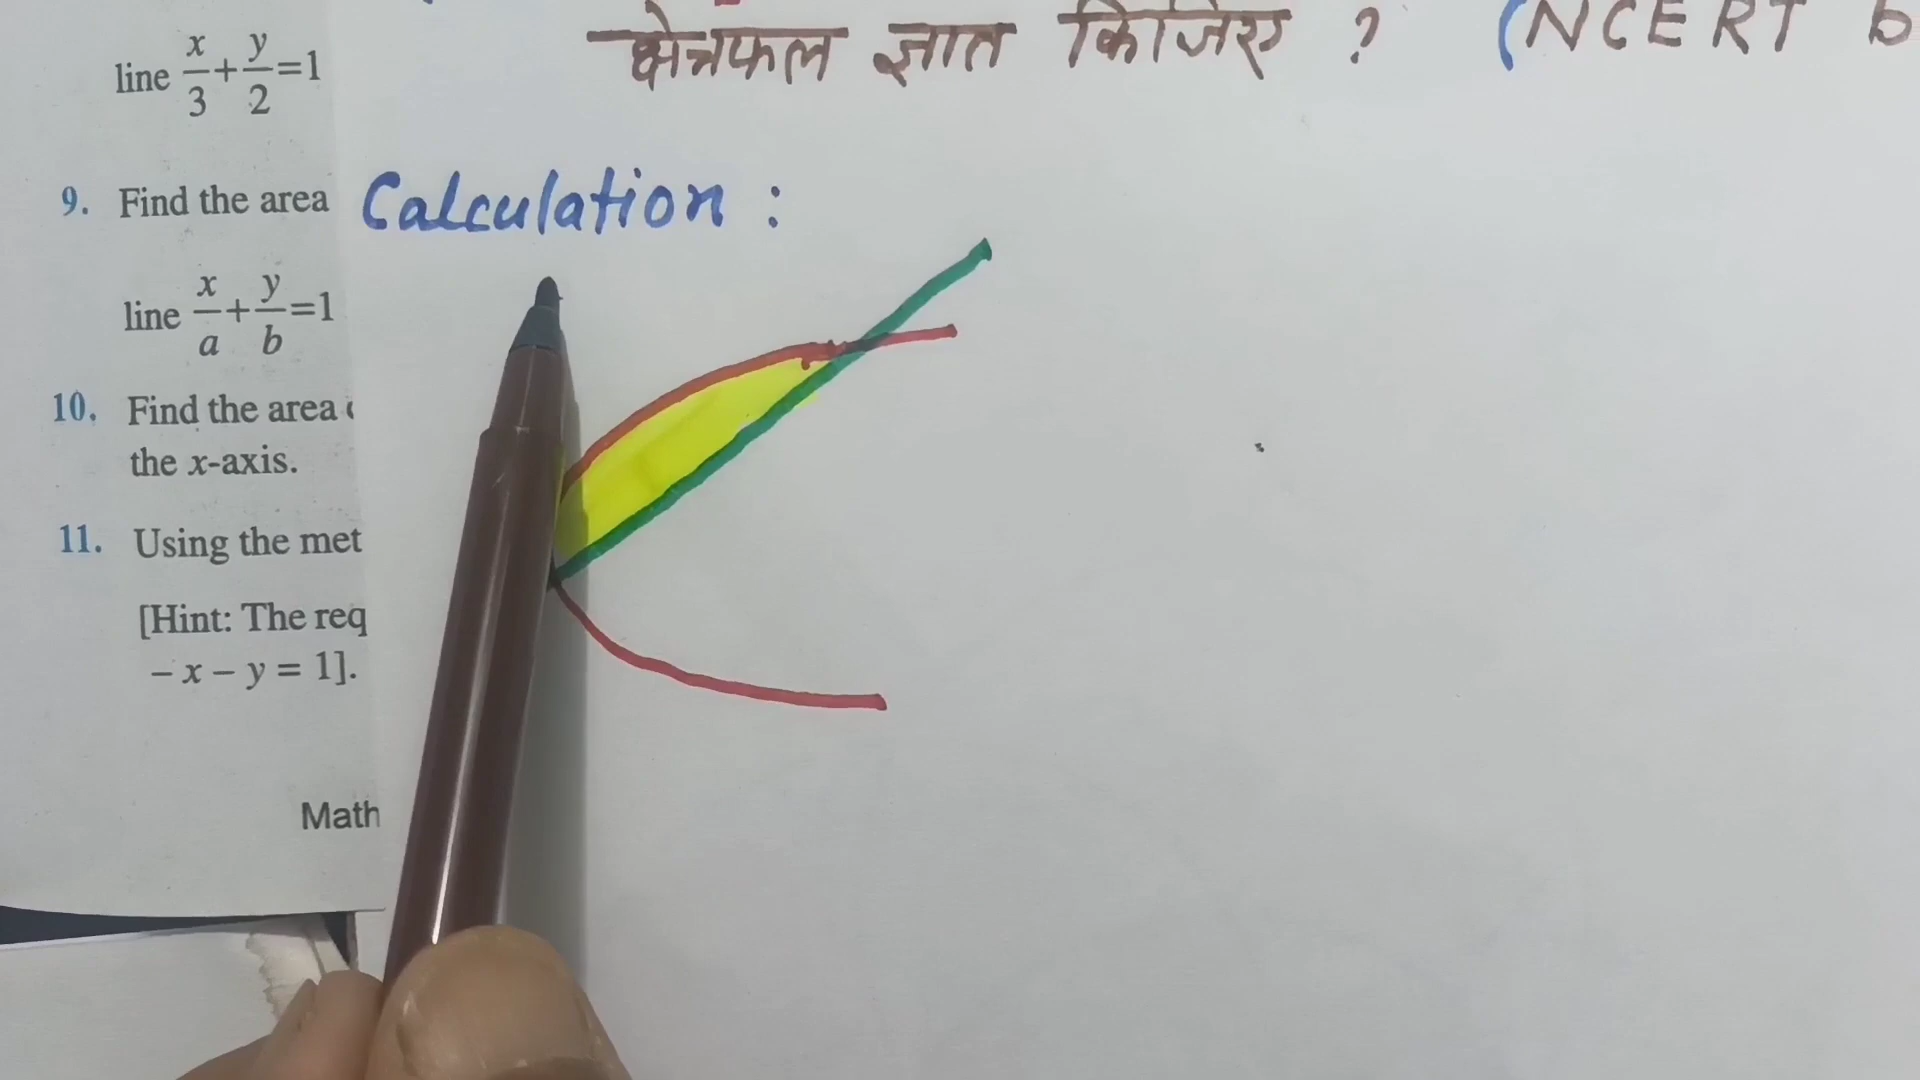 क्षेत्रफल ज्ञात किजिए ? (NCERT b
Calculation :
line x/3 + y/2 = 1
9. Find the area
line x/a + y/b = 1
10. Find the area
the x-axis.
11. Using the met
[Hint: The req
– x – y = 1].
Math